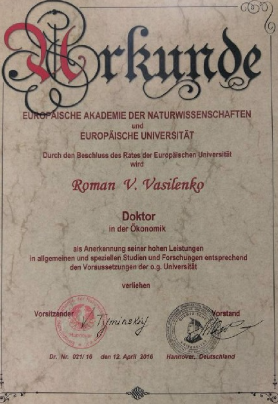 Urkunde
EUROPÄISCHE AKADEMIE DER NATURWISSENSCHAFTEN
und
EUROPÄISCHE UNIVERSITÄT
Durch den Beschluss des Rates der Europäischen Universität
wird
Roman V. Vasilenko
Doktor
in der Ökonomik
als Anerkennung seiner hohen Leistungen
in allgemeinen und speziellen Studien und Forschungen entsprechend
den Voraussetzungen der o.g. Universität
verliehen
Vorsitzender Tyminskiy Vorstand
Dr. Nr. 021/16 den 12. April 2016 Hannover, Deutschland